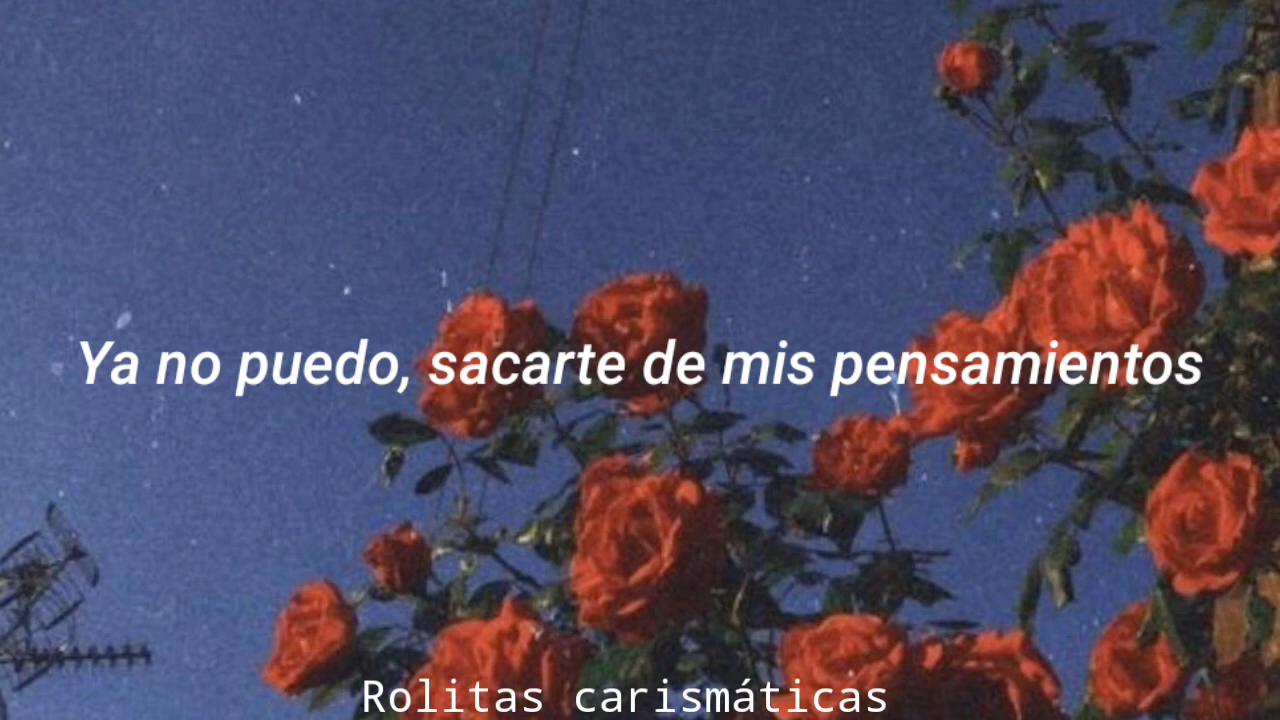 Ya no puedo, sacarte de mis pensamientos
Rolitas carismáticas